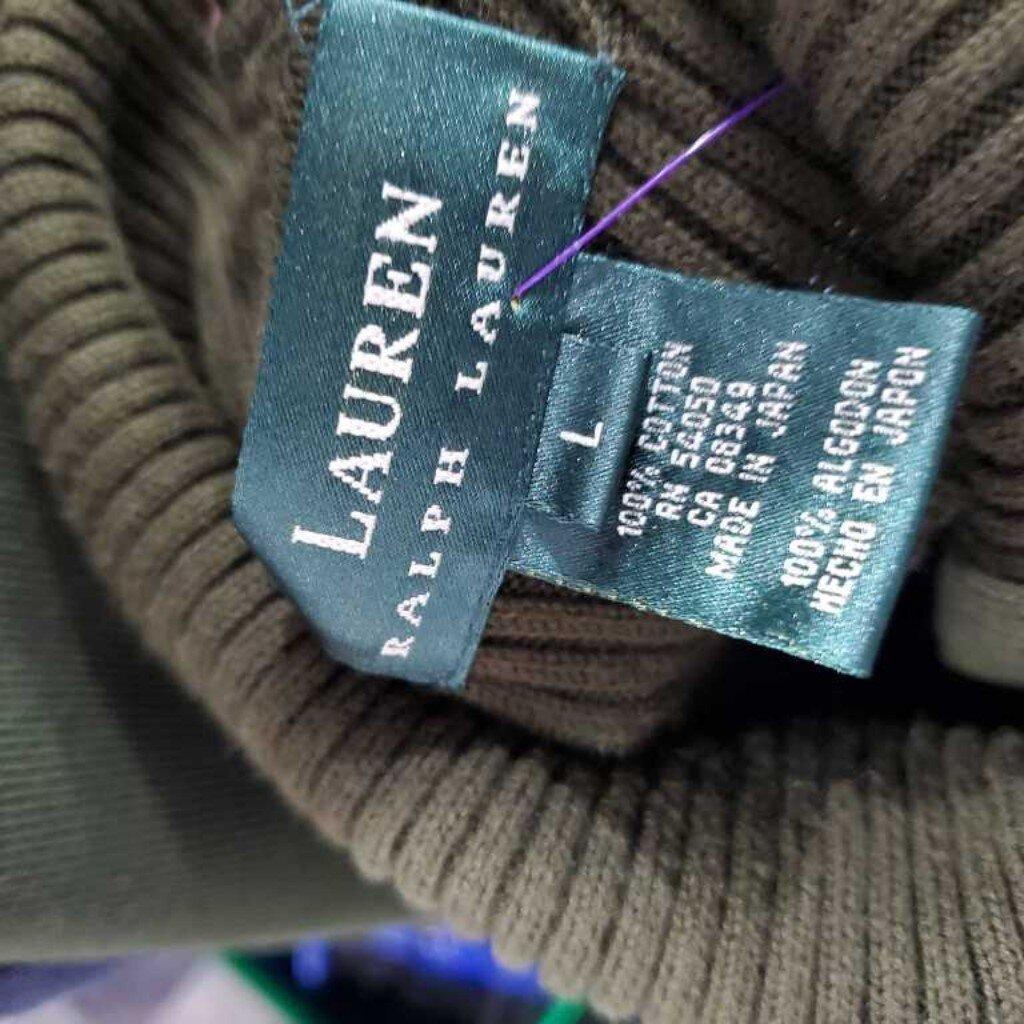 LAUREN
RALPH LAUREN
L
100% COTTON
RN 54050
CA 08349
MADE IN JAPAN
100% ALGODON
HECHO EN JAPON